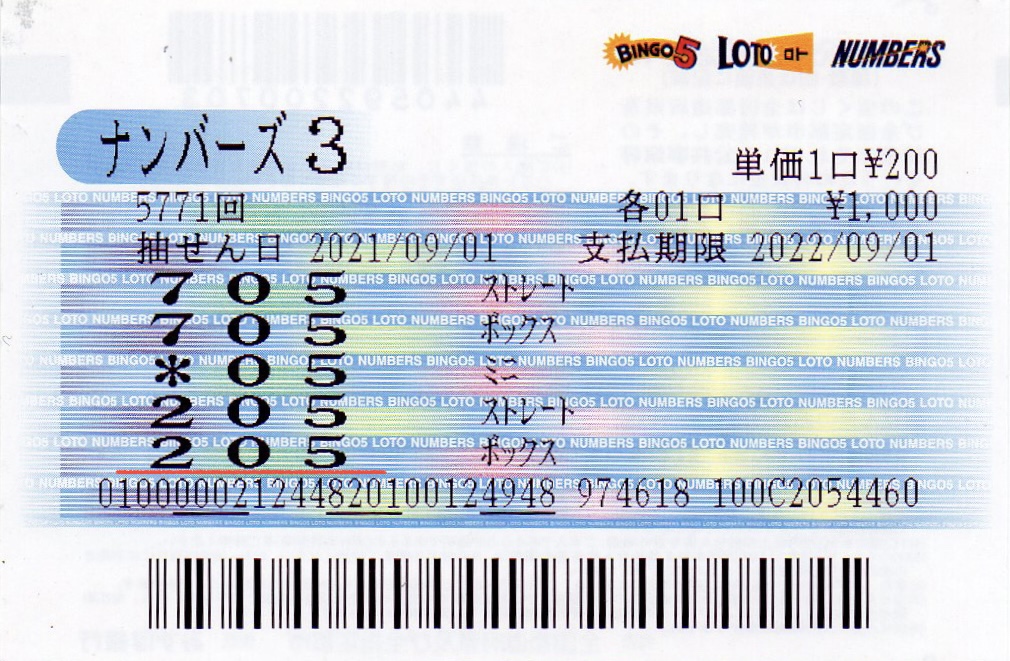 BINGO5 LOTO ロト NUMBERS
ナンバーズ3
単価1口¥200
5771回 各01口 ¥1,000
抽せん日 2021/09/01 支払期限 2022/09/01
705 ストレート
705 ボックス
*05 ミニ
205 ストレート
205 ボックス
010000021244820100124948 974618 100C2054460